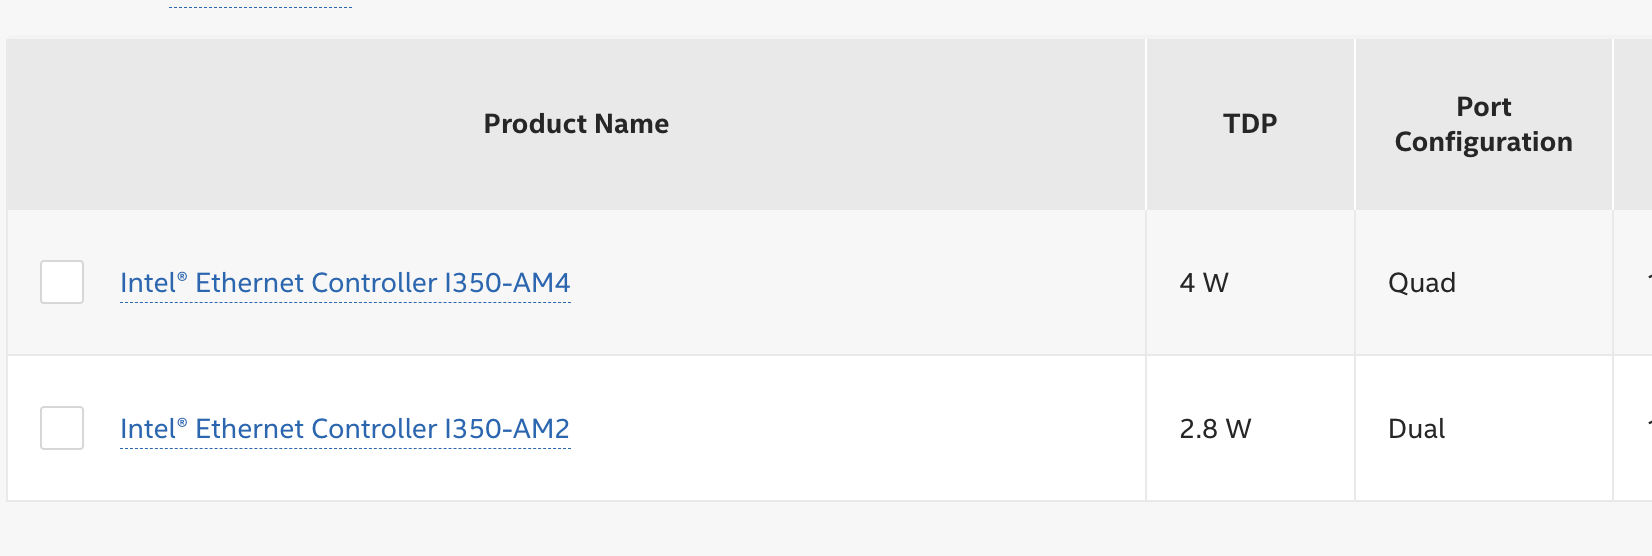 Product Name
TDP
Port
Configuration
Intel® Ethernet Controller I350-AM4
4 W
Quad
Intel® Ethernet Controller I350-AM2
2.8 W
Dual